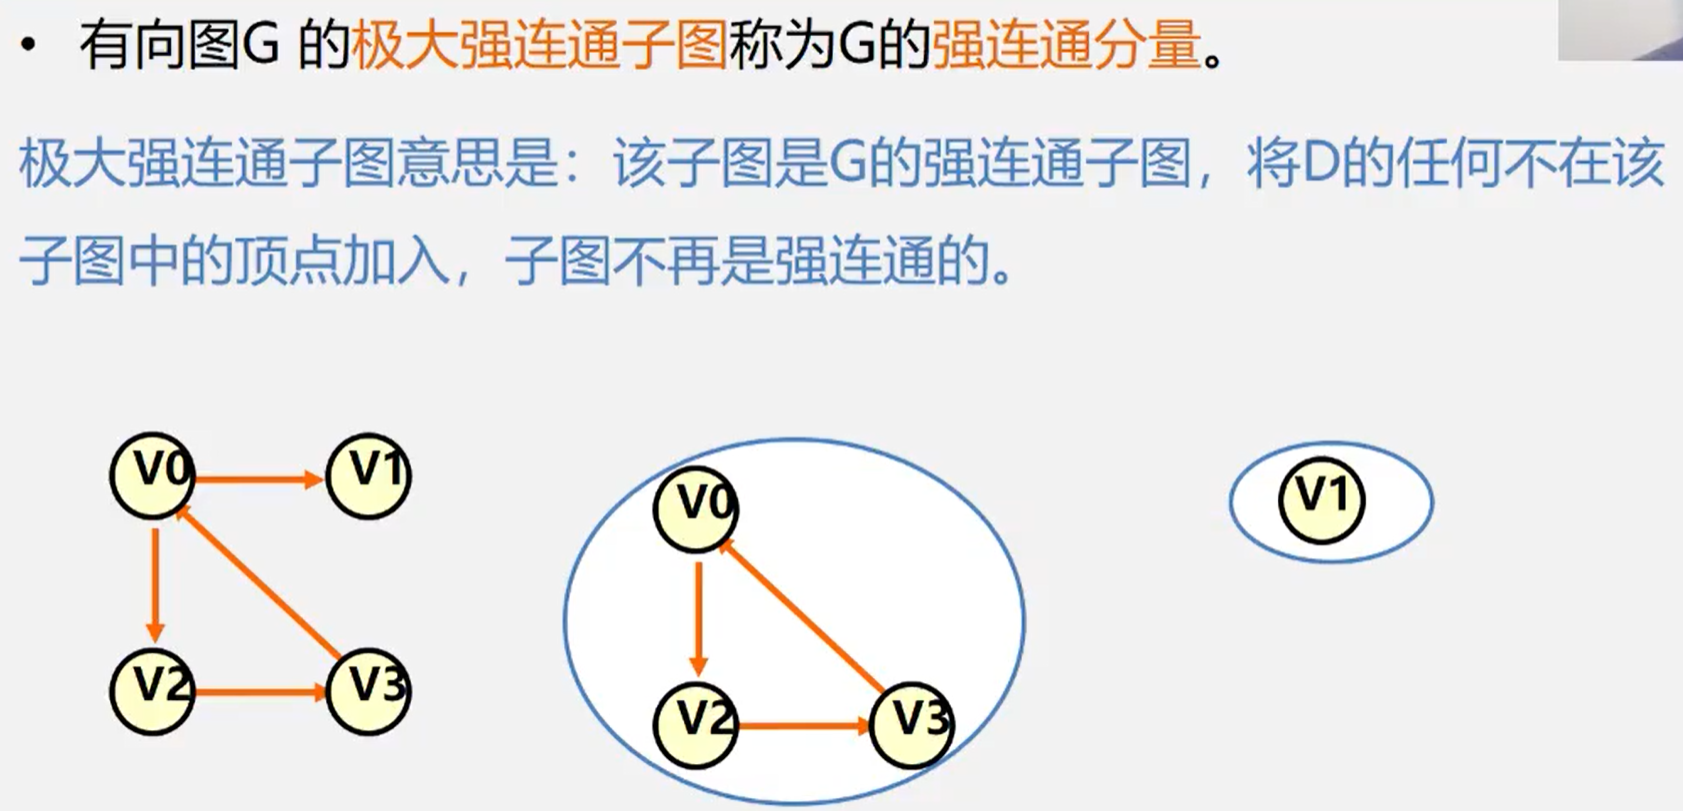 • 有向图G 的极大强连通子图称为G的强连通分量。
极大强连通子图意思是：该子图是G的强连通子图，将D的任何不在该
子图中的顶点加入，子图不再是强连通的。
V0 V1 V0 V1
V2 V3 V2 V3